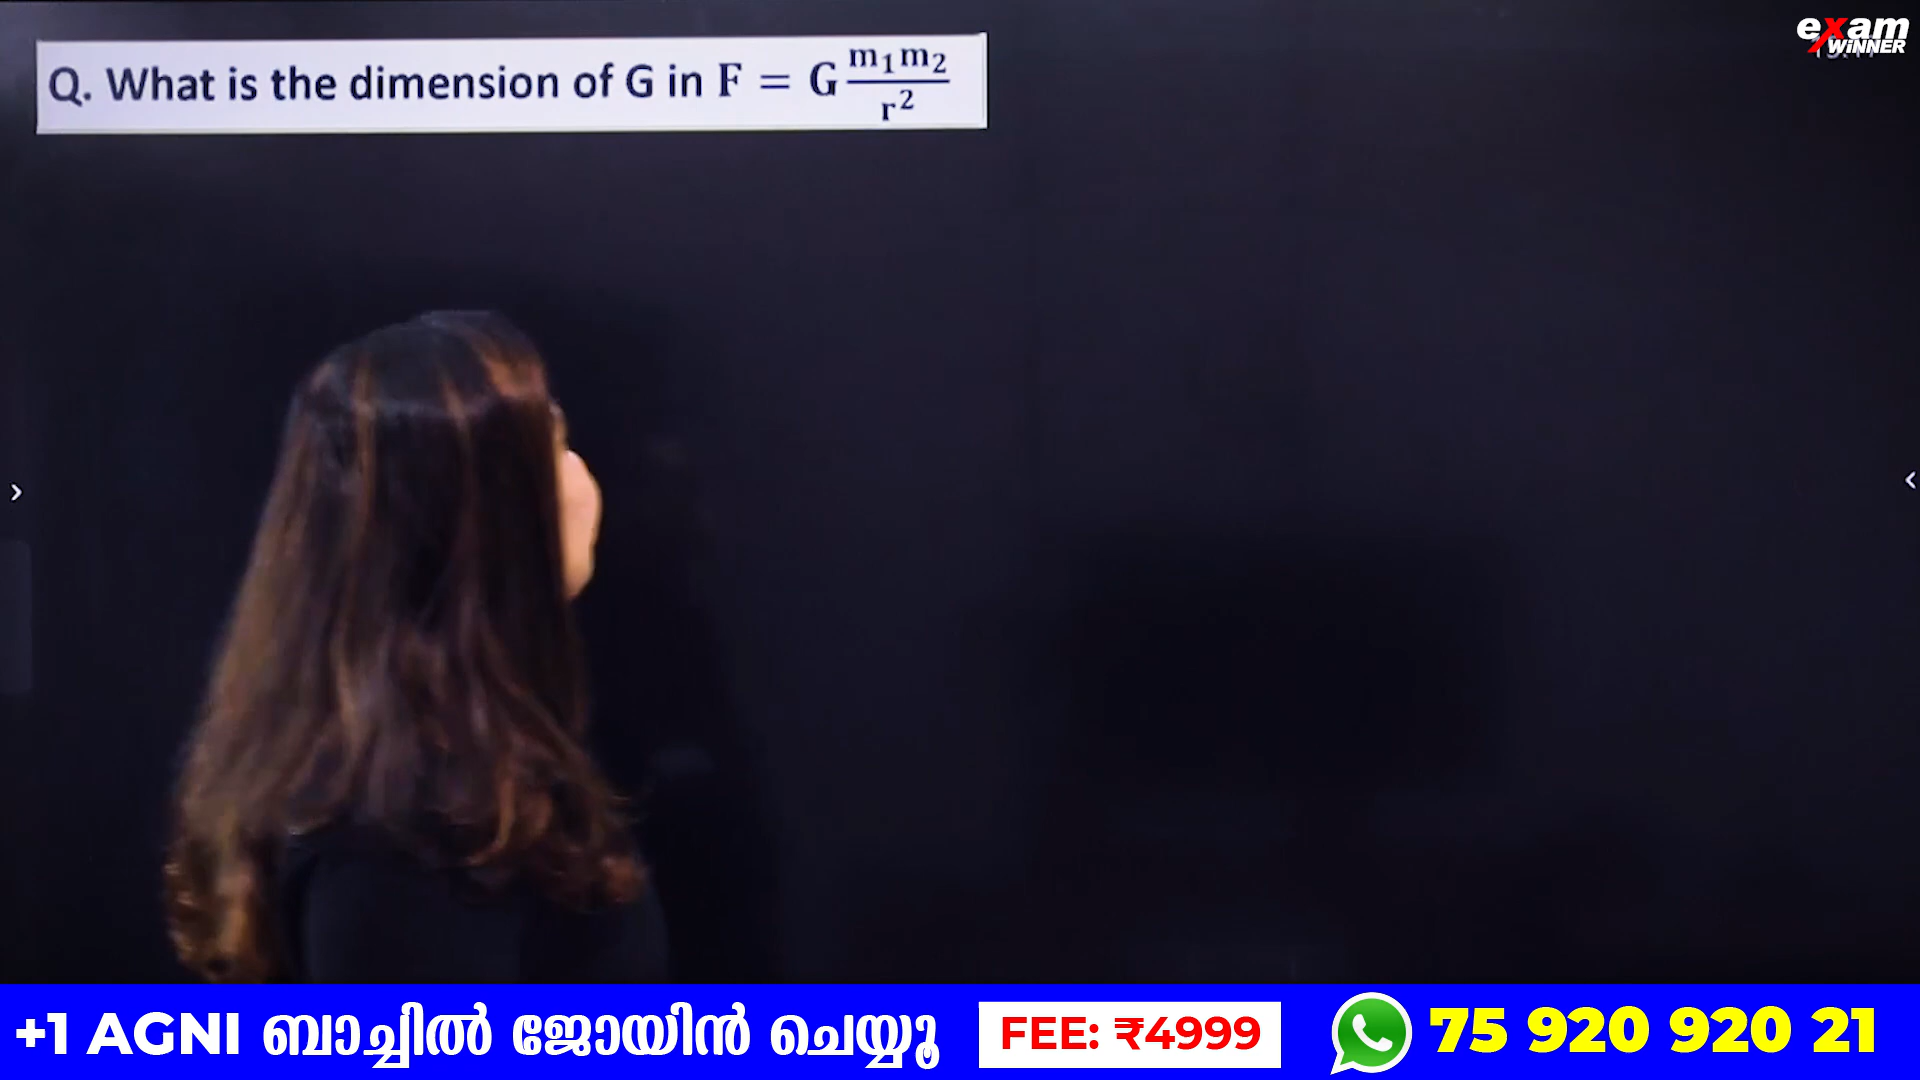 exam
WiNNER
Q. What is the dimension of G in F = G m₁m₂/r²
+1 AGNI ബാച്ചിൽ ജോയിൻ ചെയ്യൂ
FEE: ₹4999
75 920 920 21